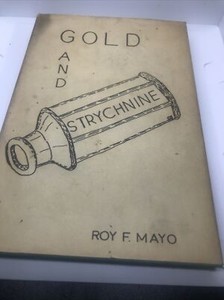 GOLD
AND
STRYCHNINE
ROY F. MAYO